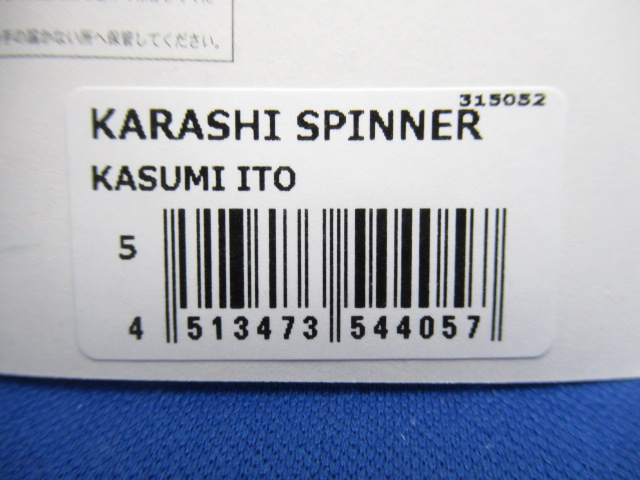 手の届かない所へ保管してください。
315052
KARASHI SPINNER
KASUMI ITO
5
4 513473 544057